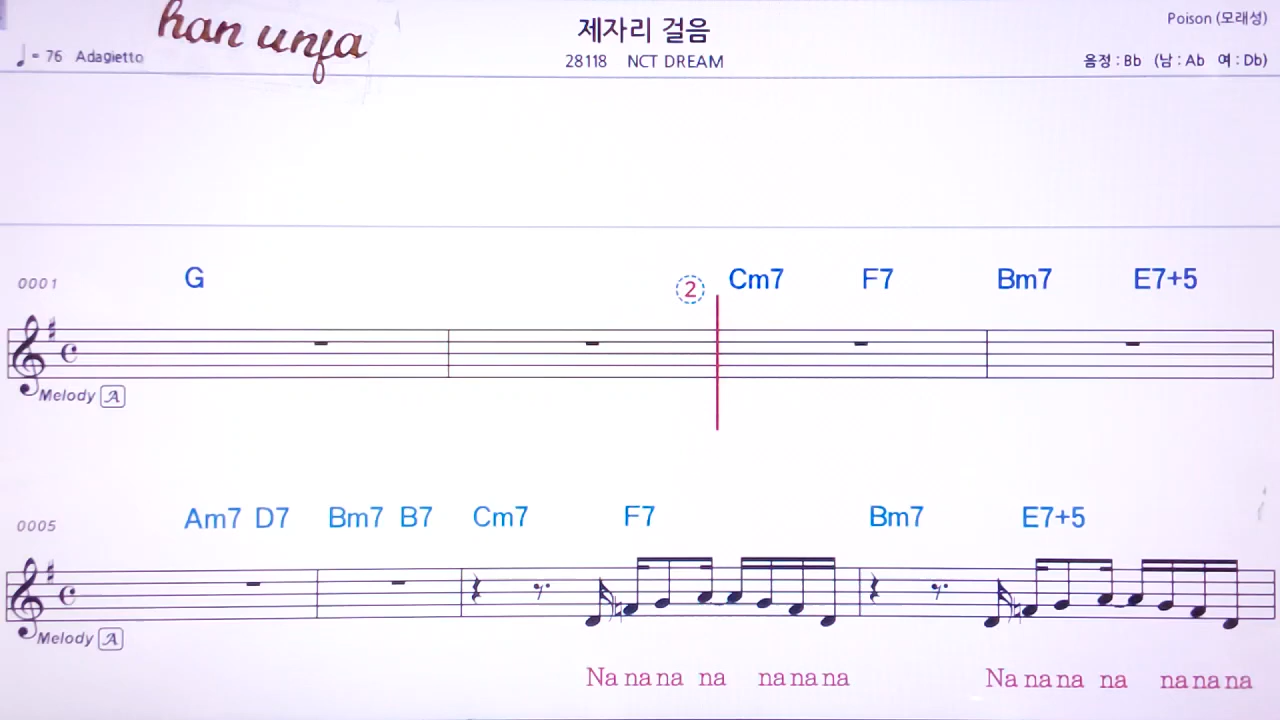 han unja
제자리 걸음
Poison (모래성)
♩= 76 Adagietto
28118 NCT DREAM
음정 : Bb (남 : Ab 여 : Db)
0001 G ② Cm7 F7 Bm7 E7+5
Melody A
0005 Am7 D7 Bm7 B7 Cm7 F7 Bm7 E7+5
Melody A
Na na na na na na na Na na na na na na na